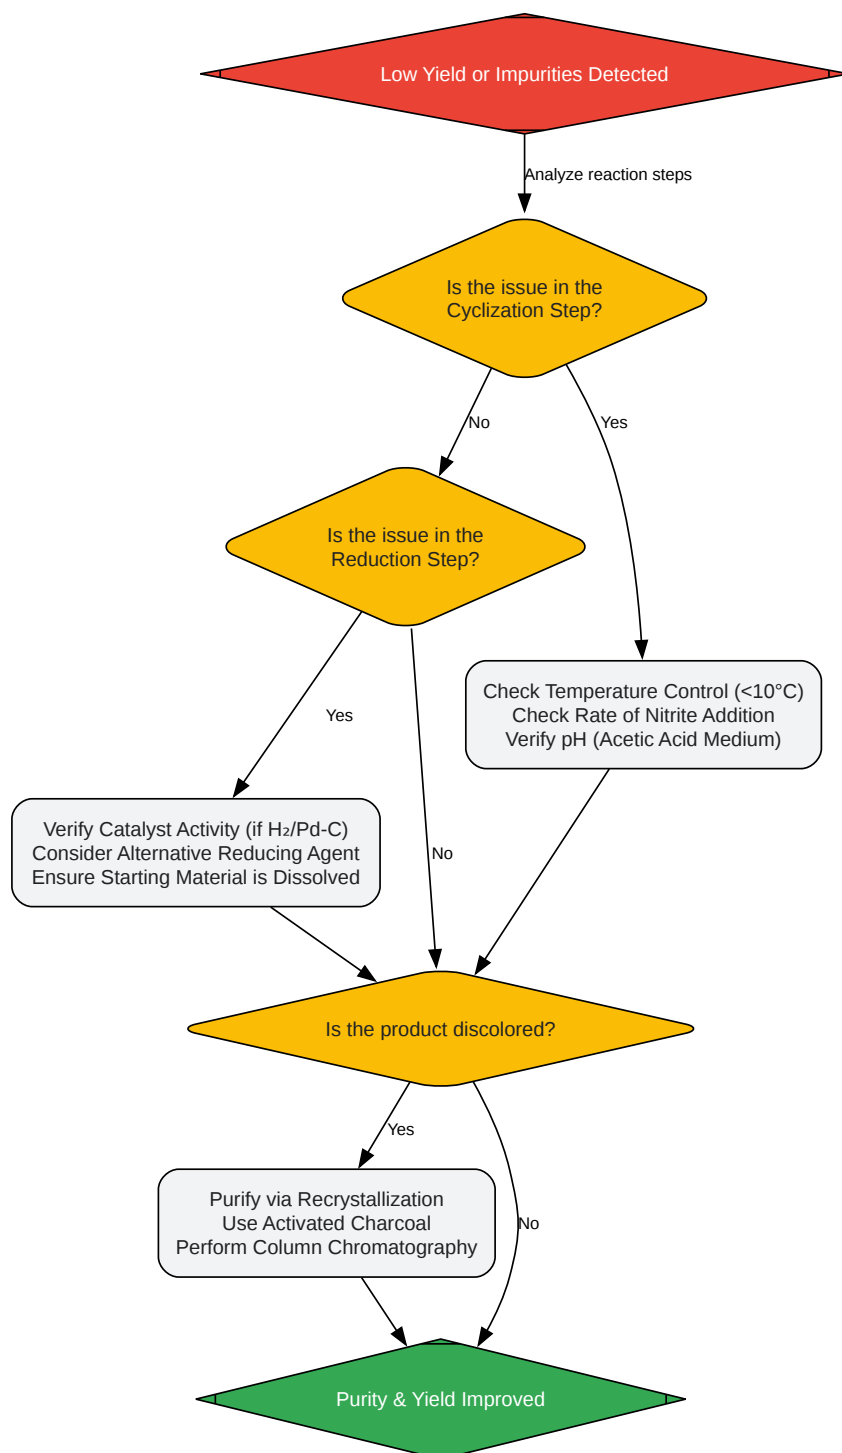 Low Yield or Impurities Detected
Analyze reaction steps
Is the issue in the
Cyclization Step?
No
Yes
Is the issue in the
Reduction Step?
Check Temperature Control (<10°C)
Check Rate of Nitrite Addition
Verify pH (Acetic Acid Medium)
Yes
Verify Catalyst Activity (if H₂/Pd-C)
Consider Alternative Reducing Agent
Ensure Starting Material is Dissolved
No
Is the product discolored?
Yes
Purify via Recrystallization
Use Activated Charcoal
Perform Column Chromatography
No
Purity & Yield Improved